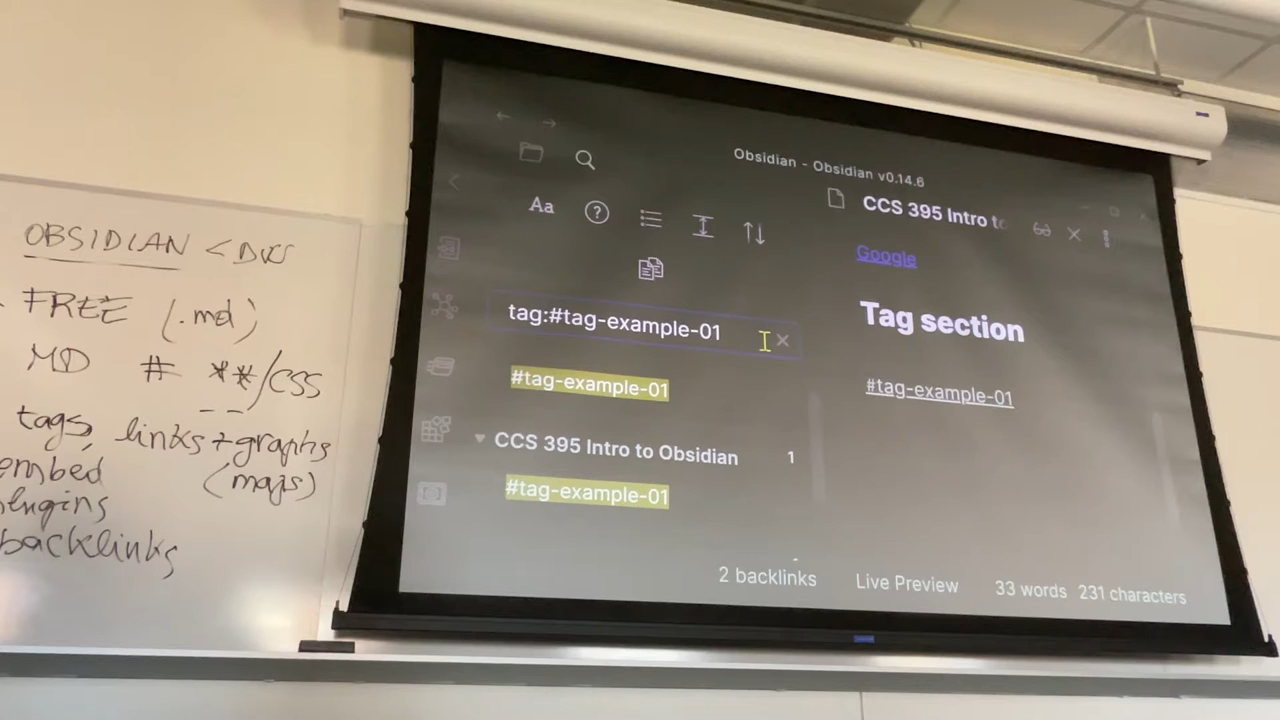 OBSIDIAN <
FREE (.md)
MD # **/CSS
tags, links + graphs
embed (maps)
backlinks
Obsidian - Obsidian v0.14.6
Aa
CCS 395 Intro to
Google
tag:#tag-example-01
Tag section
#tag-example-01
#tag-example-01
CCS 395 Intro to Obsidian 1
#tag-example-01
2 backlinks Live Preview 33 words 231 characters